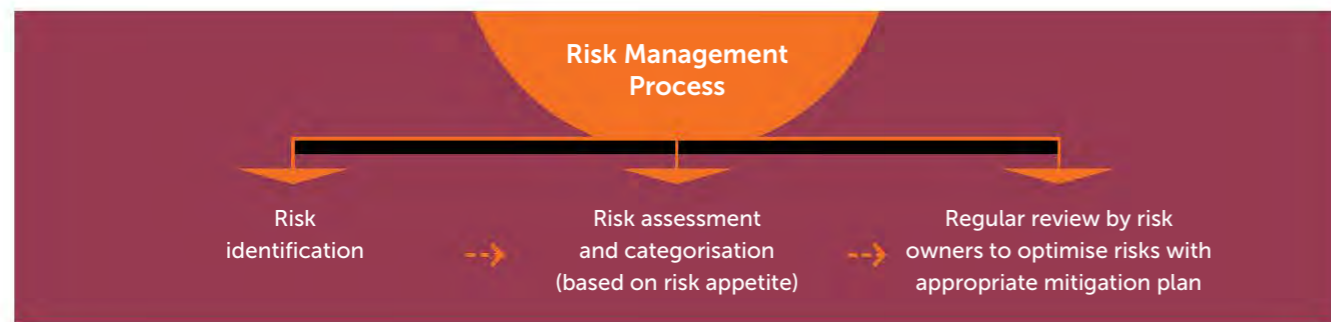 Risk Management
Process
Risk
identification
Risk assessment
and categorisation
(based on risk appetite)
Regular review by risk
owners to optimise risks with
appropriate mitigation plan